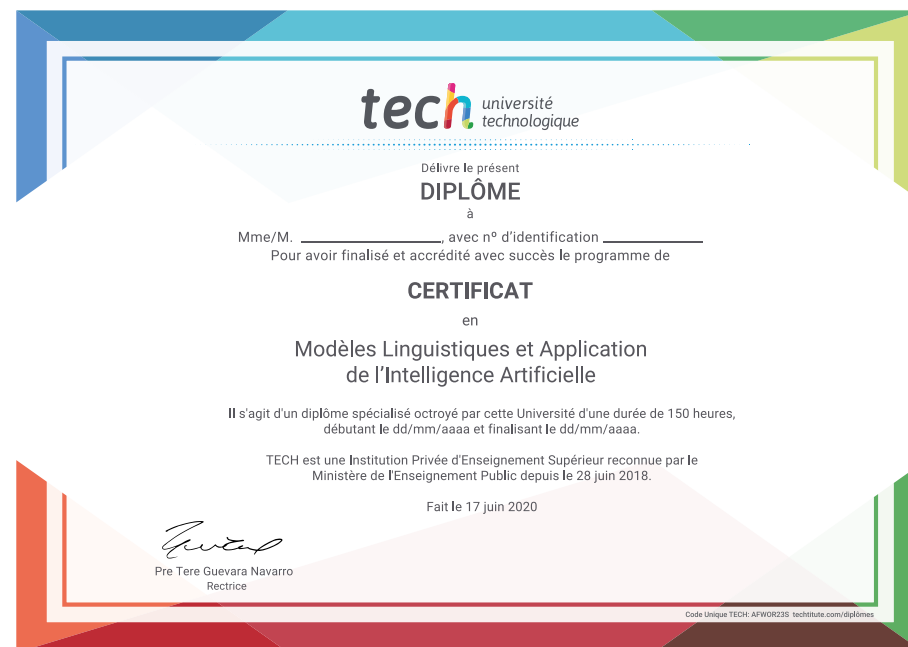 tech université
technologique
Délivre le présent
DIPLÔME
à
Mme/M. ____________________, avec nº d'identification ______________
Pour avoir finalisé et accrédité avec succès le programme de
CERTIFICAT
en
Modèles Linguistiques et Application
de l'Intelligence Artificielle
Il s'agit d'un diplôme spécialisé octroyé par cette Université d'une durée de 150 heures,
débutant le dd/mm/aaaa et finalisant le dd/mm/aaaa.
TECH est une Institution Privée d'Enseignement Supérieur reconnue par le
Ministère de l'Enseignement Public depuis le 28 juin 2018.
Fait le 17 juin 2020
Pre Tere Guevara Navarro
Rectrice
Code Unique TECH: AFWOR23S techtitute.com/diplômes